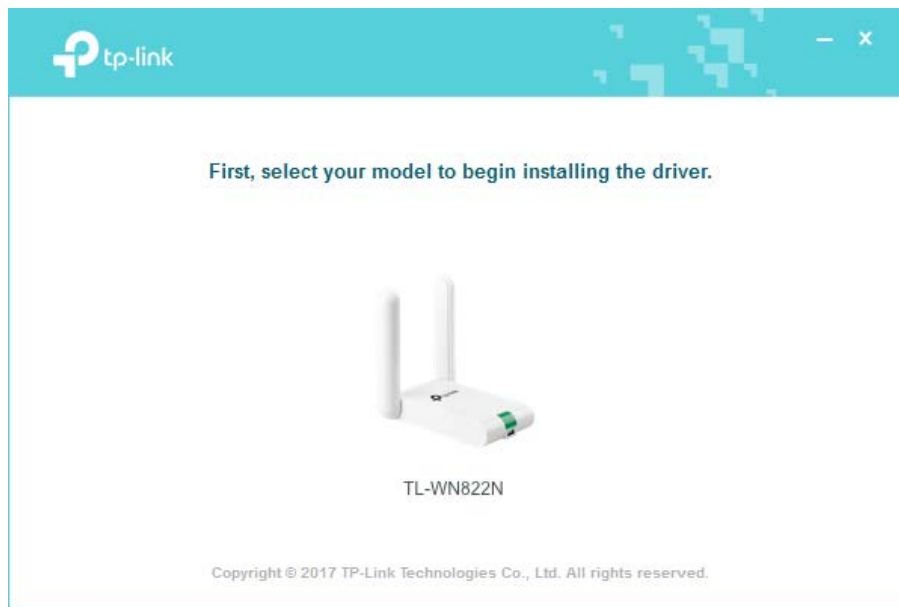 tp-link
First, select your model to begin installing the driver.
TL-WN822N
Copyright © 2017 TP-Link Technologies Co., Ltd. All rights reserved.